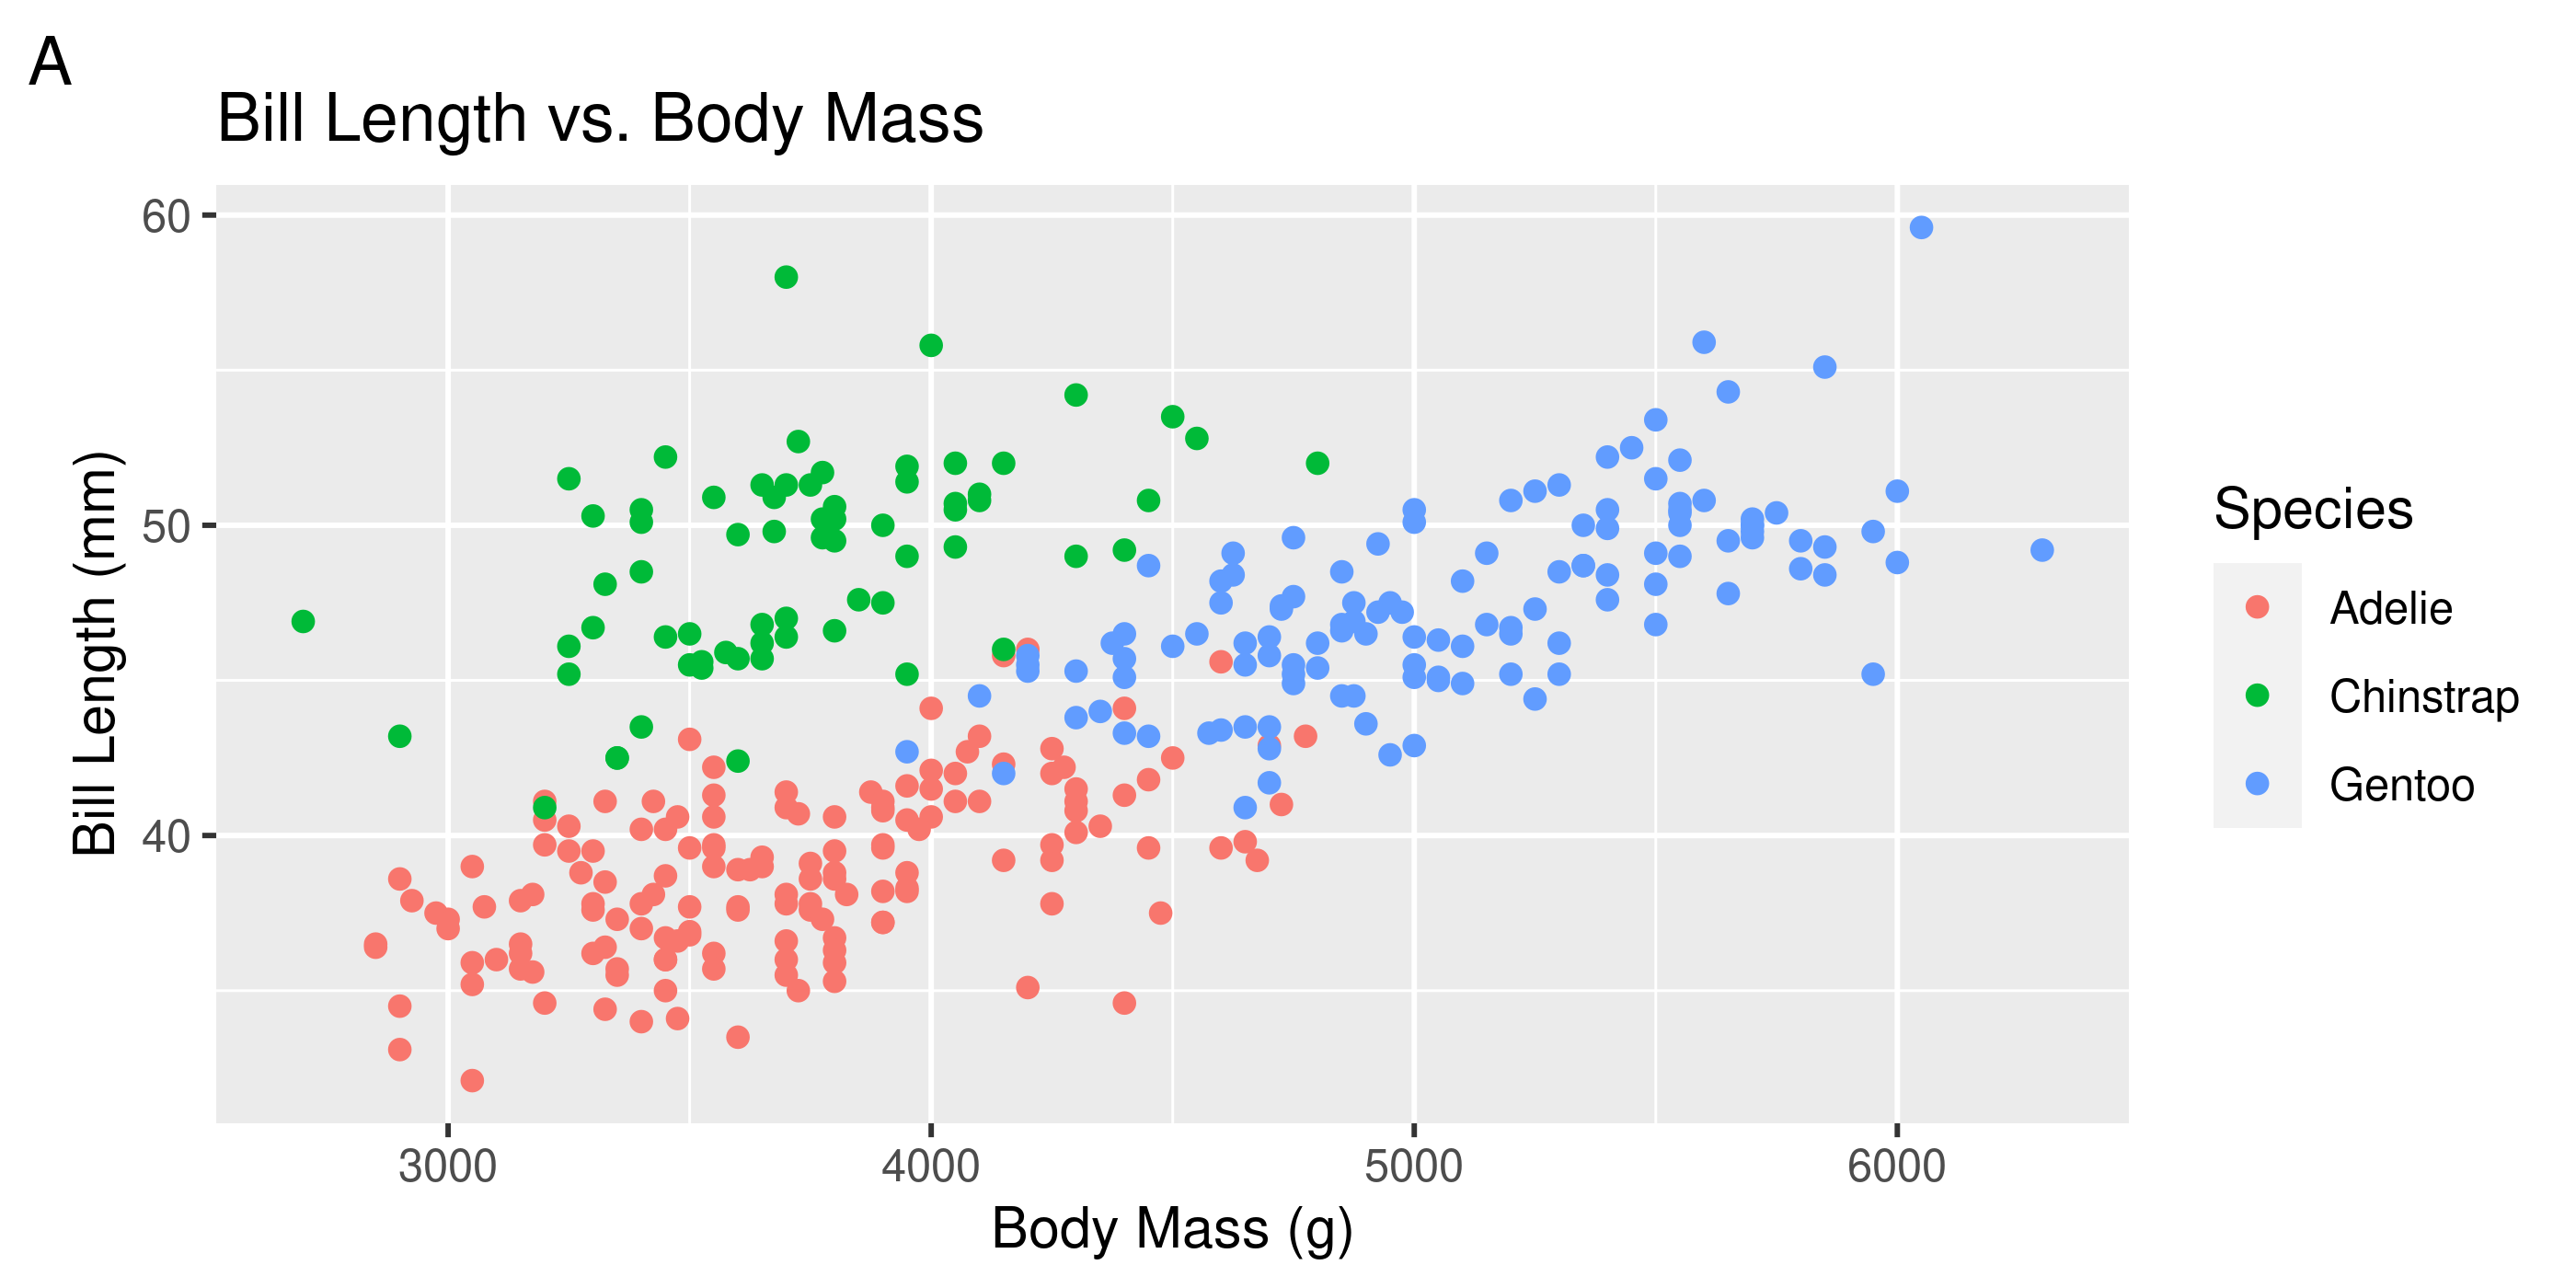 A
Bill Length vs. Body Mass
60
50
40
Bill Length (mm)
3000 4000 5000 6000
Body Mass (g)
Species
Adelie
Chinstrap
Gentoo